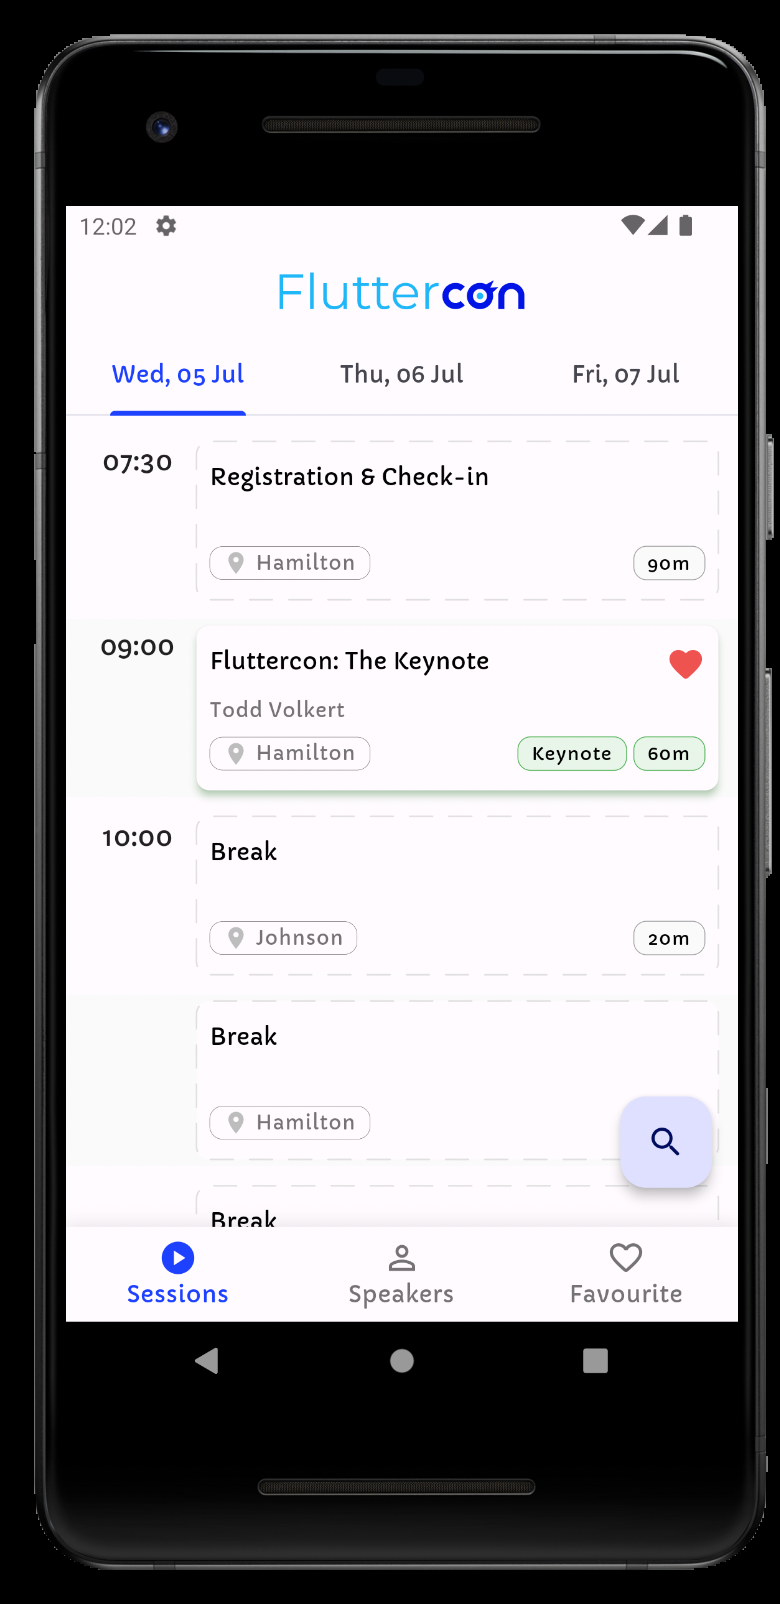 12:02
Fluttercon
Wed, 05 Jul Thu, 06 Jul Fri, 07 Jul
07:30
Registration & Check-in
Hamilton 90m
09:00
Fluttercon: The Keynote
Todd Volkert
Hamilton Keynote 60m
10:00
Break
Johnson 20m
Break
Hamilton
Break
Sessions Speakers Favourite